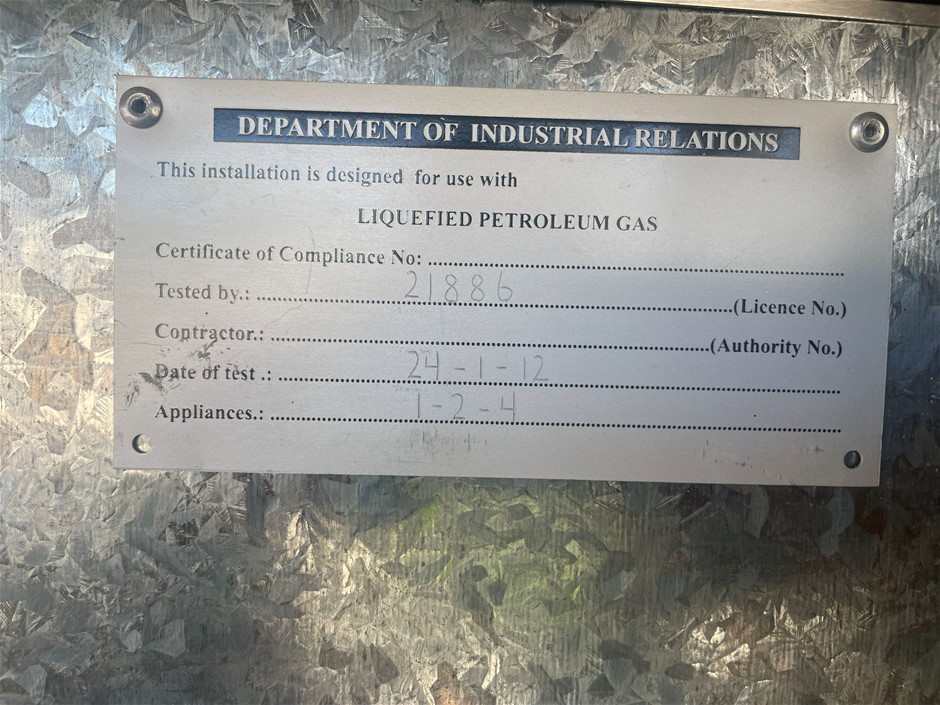 DEPARTMENT OF INDUSTRIAL RELATIONS
This installation is designed for use with
LIQUEFIED PETROLEUM GAS
Certificate of Compliance No: ........................................
Tested by.: .............21886.............(Licence No.)
Contractor.: ........................................(Authority No.)
Date of test .: .............24-1-12.............
Appliances.: .............1-2-4.............